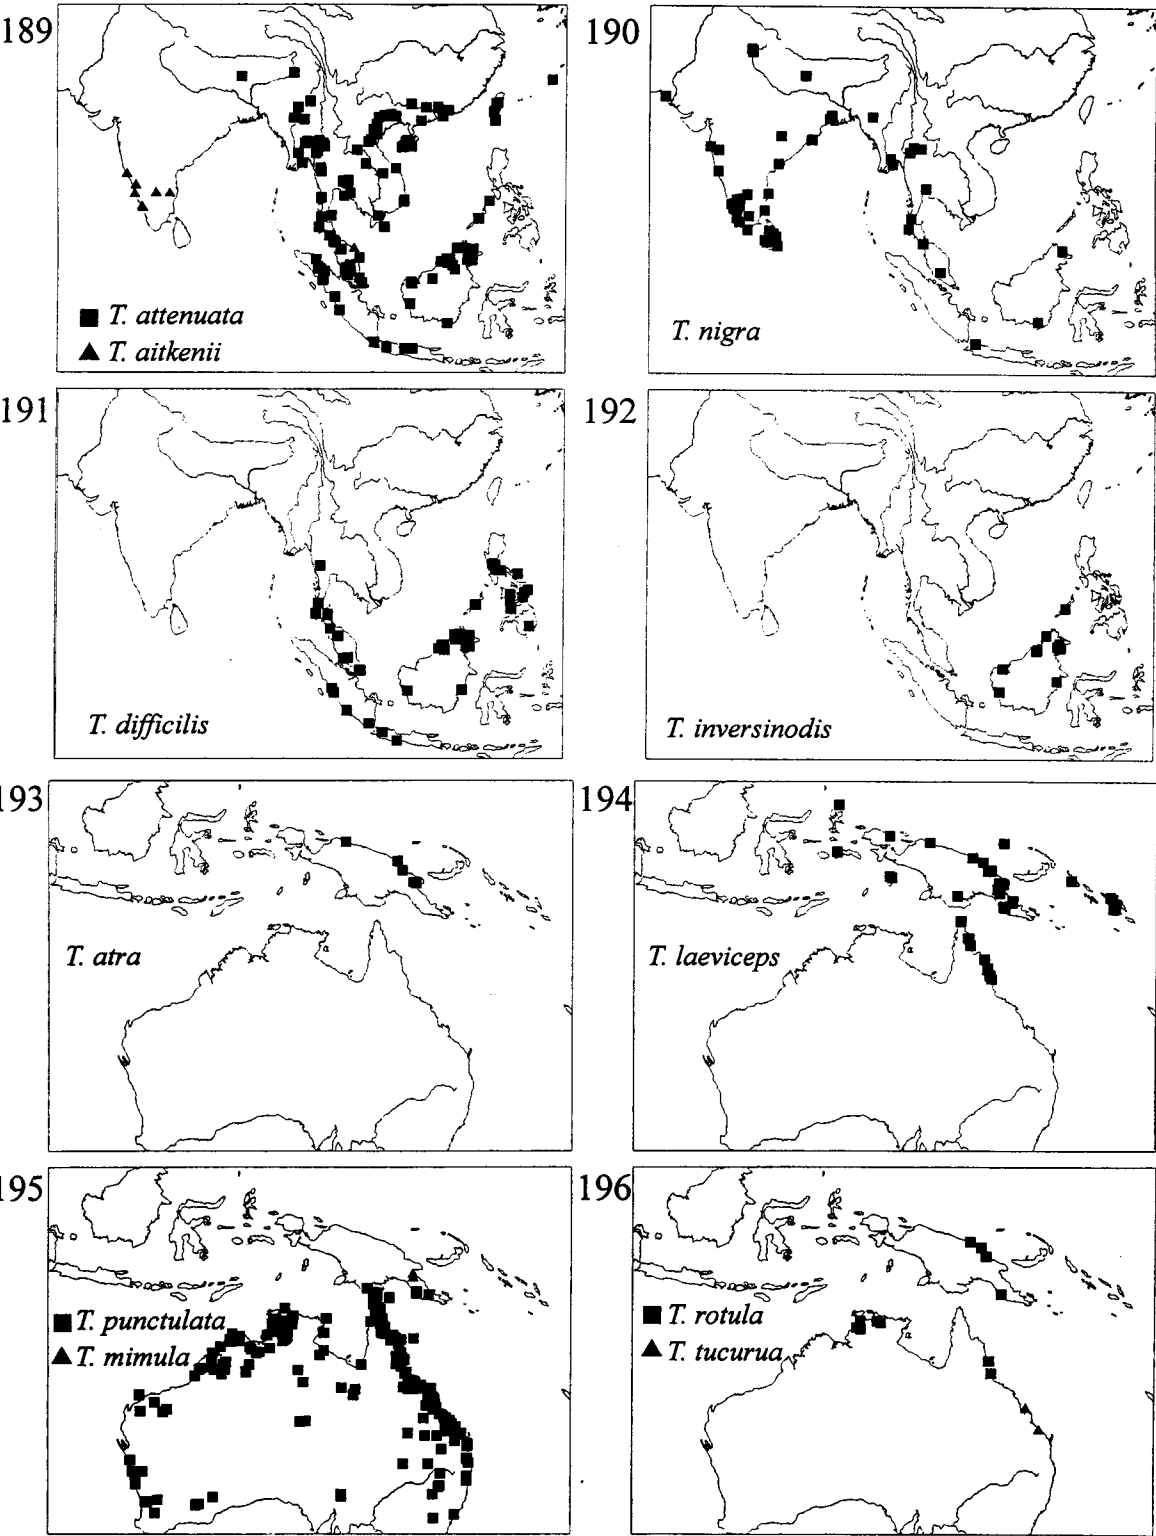 189
T. attenuata
T. aitkenii
190
T. nigra
191
T. difficilis
192
T. inversinodis
193
T. atra
194
T. laeviceps
195
T. punctulata
T. mimula
196
T. rotula
T. tucurua